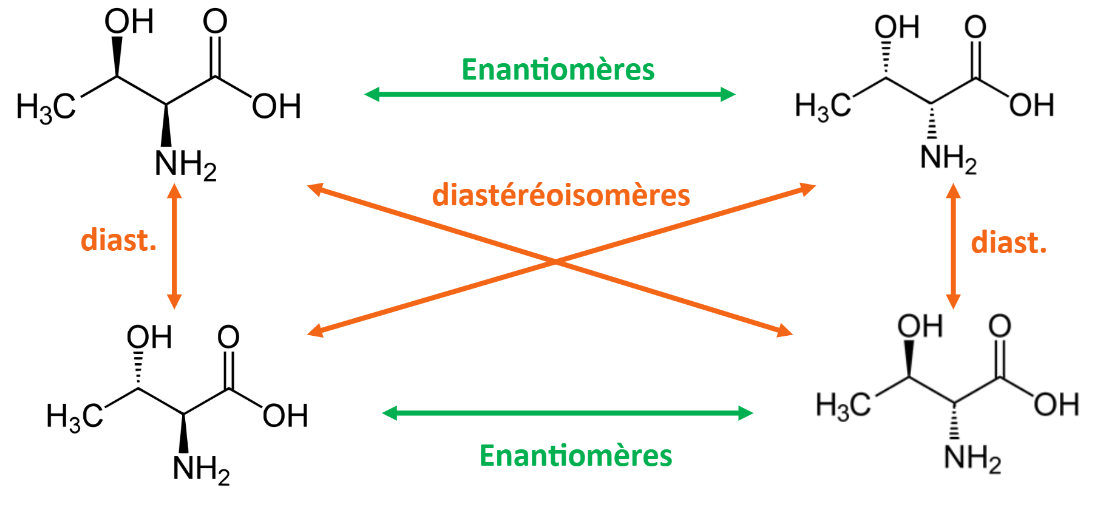 OH O OH O
Enantiomères
H₃C OH H₃C OH
NH₂ NH₂
diastéréoisomères
diast. diast.
OH O OH O
H₃C OH H₃C OH
NH₂ NH₂
Enantiomères